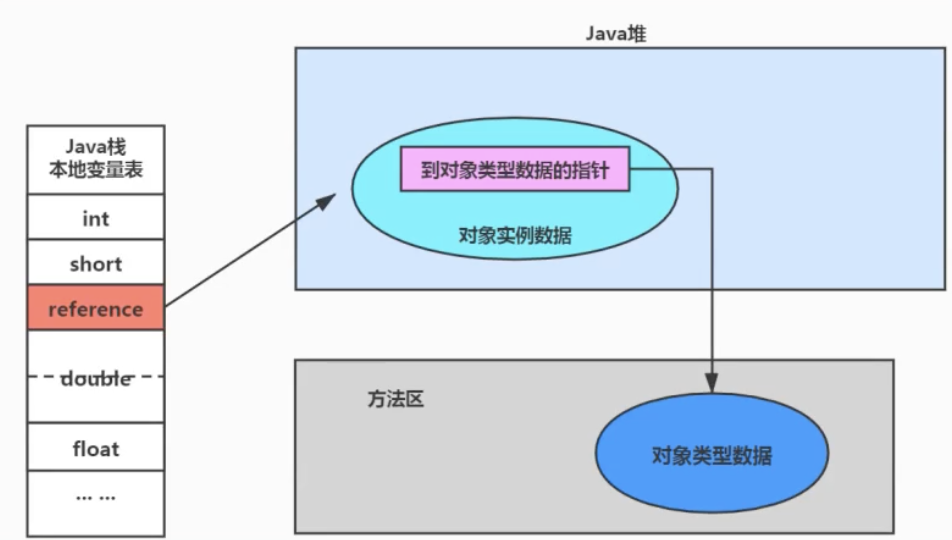 Java堆
Java栈
本地变量表
int
short
reference
double
float
... ...
到对象类型数据的指针
对象实例数据
方法区
对象类型数据